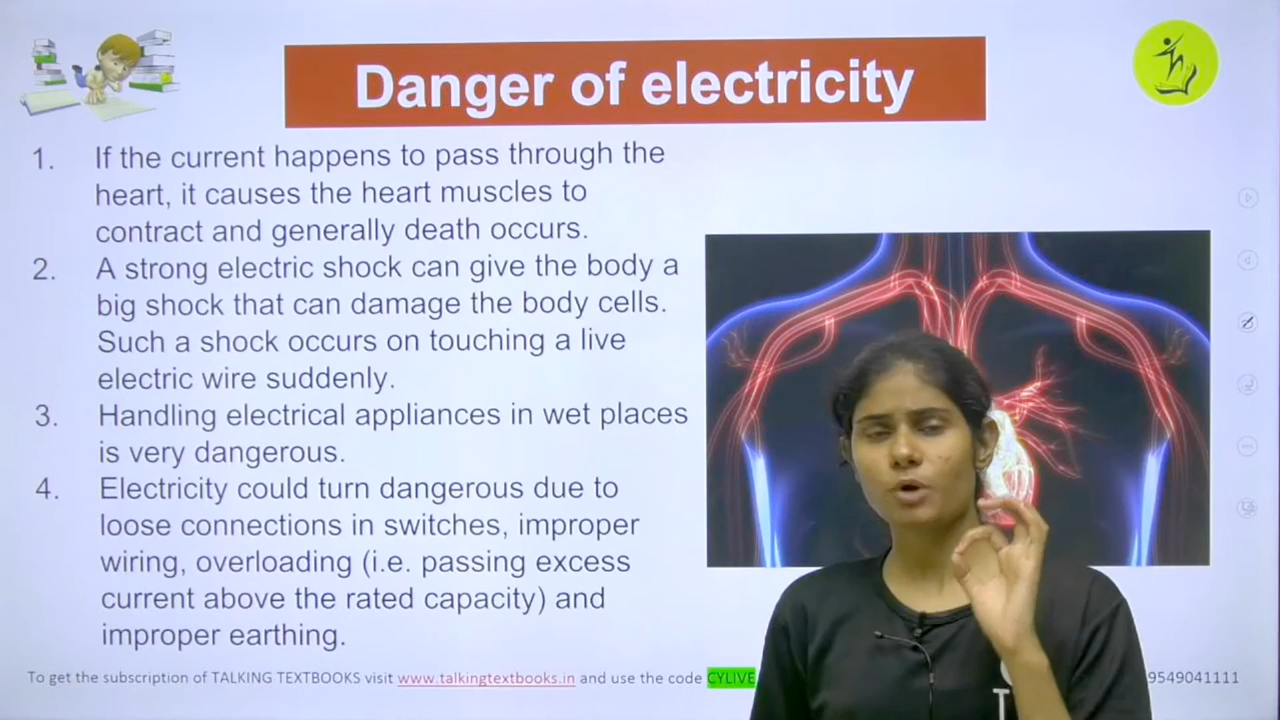 Danger of electricity
1. If the current happens to pass through the
heart, it causes the heart muscles to
contract and generally death occurs.
2. A strong electric shock can give the body a
big shock that can damage the body cells.
Such a shock occurs on touching a live
electric wire suddenly.
3. Handling electrical appliances in wet places
is very dangerous.
4. Electricity could turn dangerous due to
loose connections in switches, improper
wiring, overloading (i.e. passing excess
current above the rated capacity) and
improper earthing.
To get the subscription of TALKING TEXTBOOKS visit www.talkingtextbooks.in and use the code CYLIVE 9549041111